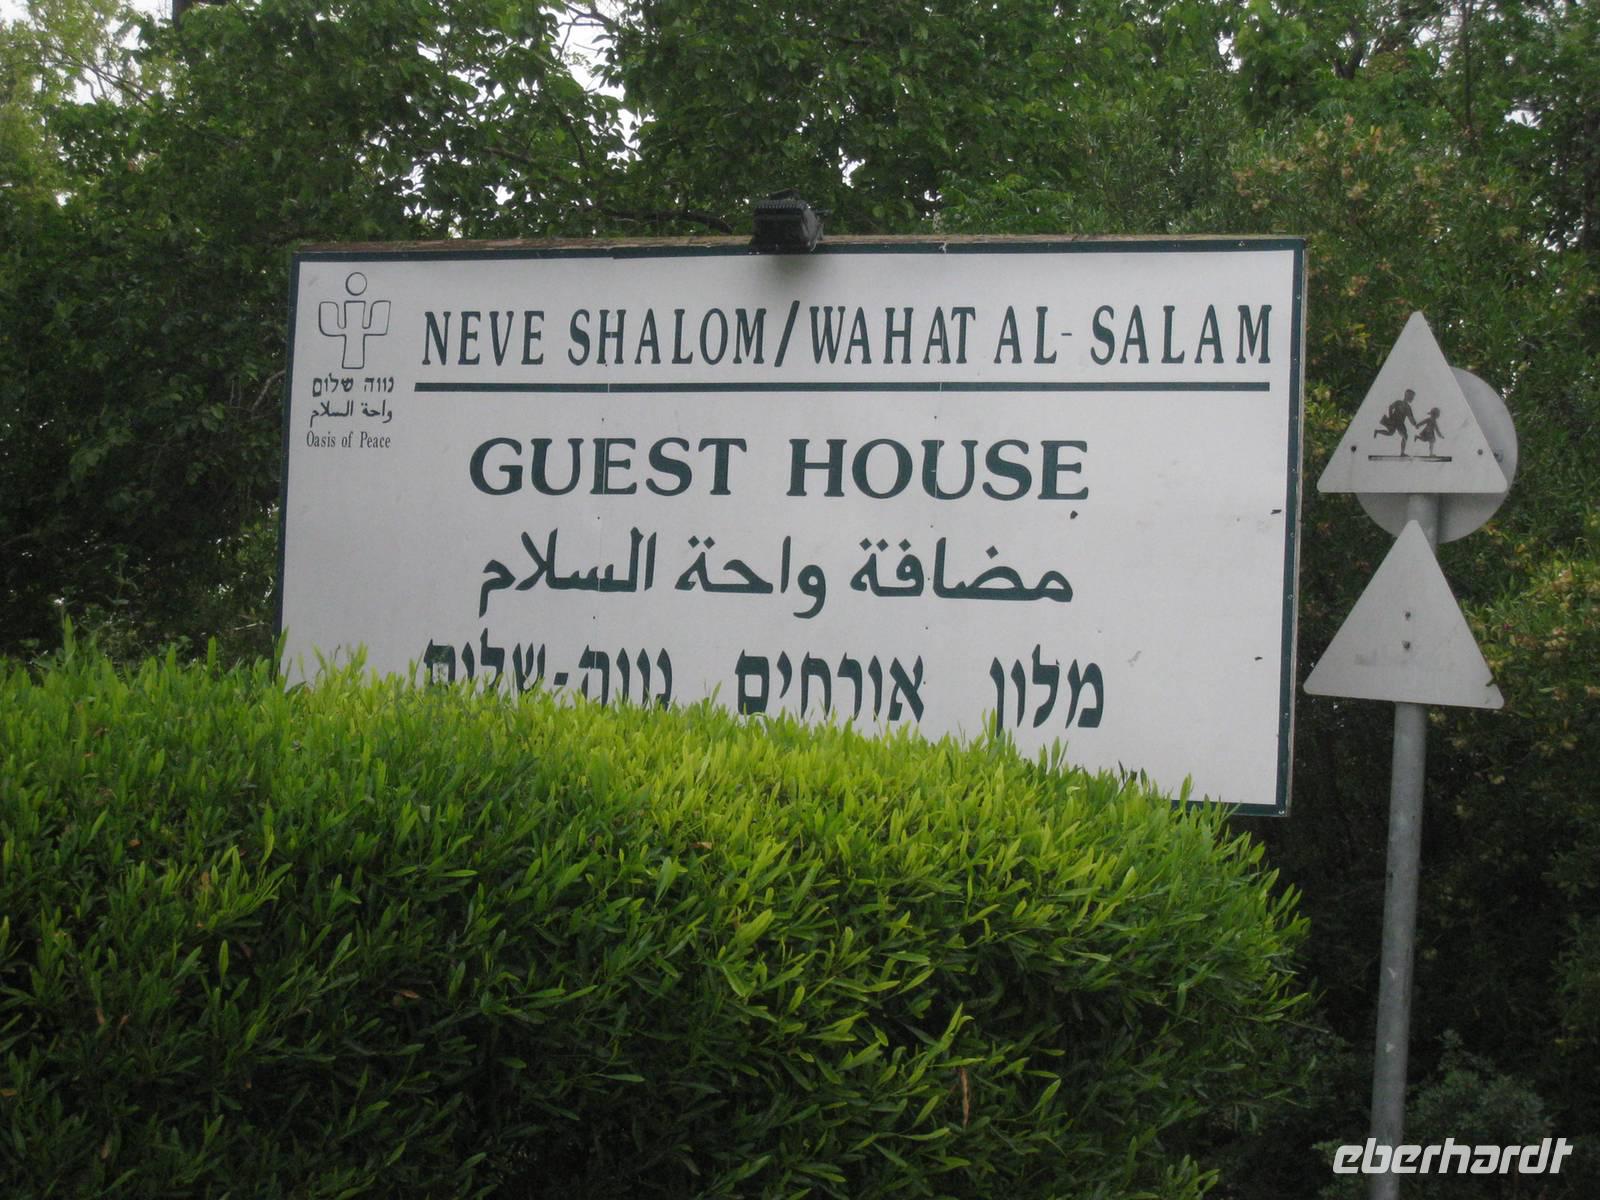 NEVE SHALOM/WAHAT AL-SALAM
נווה שלום
واحة السلام
Oasis of Peace
GUEST HOUSE
مضافة واحة السلام
מלון אורחים נווה-שלום
eberhardt